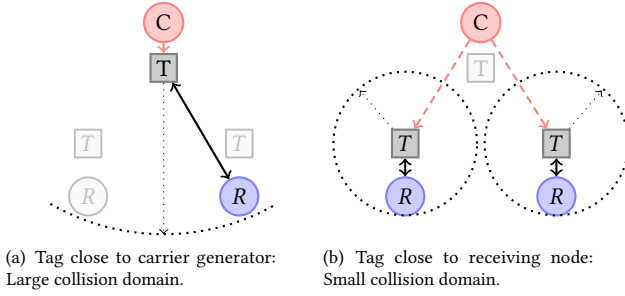 C
C
T
T
T
T
T
T
R
R
R
R
(a) Tag close to carrier generator:
Large collision domain.
(b) Tag close to receiving node:
Small collision domain.